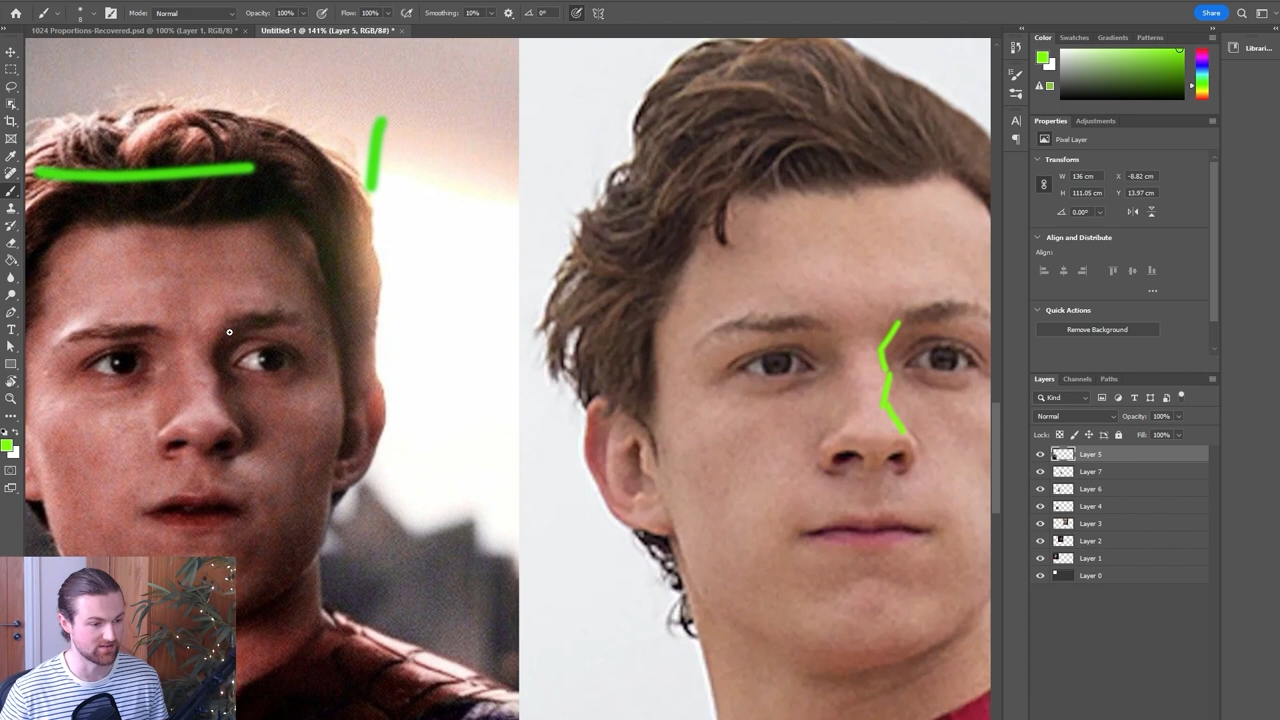 Mode: Normal Opacity: 100% Flow: 100% Smoothing: 10% 0° Share
1024 Proportions-Recovered.psd @ 100% (Layer 1, RGB/8) * × Untitled-1 @ 141% (Layer 5, RGB/8#) * ×
8
Color Swatches Gradients Patterns
Librari...
Properties Adjustments
Pixel Layer
Transform
W 136 cm X -8.82 cm
H 111.05 cm Y 13.97 cm
0.00°
Align and Distribute
Align:
...
Quick Actions
Remove Background
Layers Channels Paths
Kind
Normal Opacity: 100%
Lock: Fill: 100%
Layer 5
Layer 7
Layer 6
Layer 4
Layer 3
Layer 2
Layer 1
Layer 0